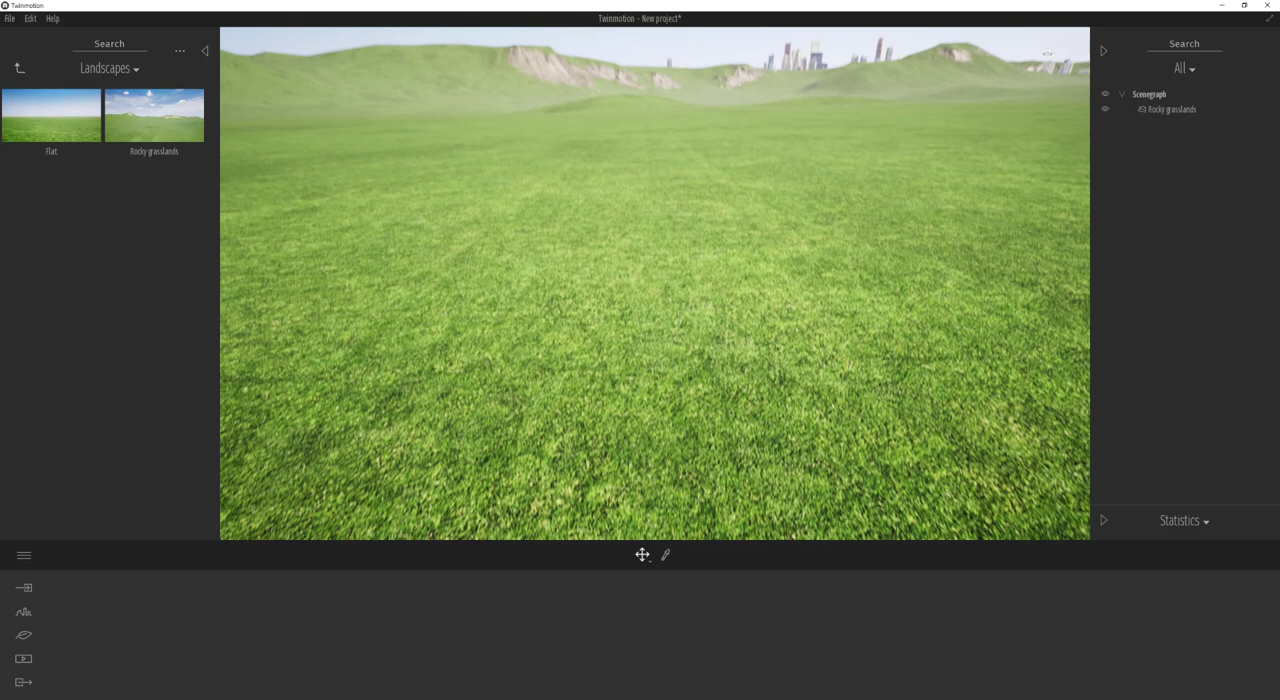 Twinmotion
File Edit Help
Twinmotion - New project*
Search
...
Landscapes
Flat
Rocky grasslands
Search
All
Scenegraph
Rocky grasslands
Statistics